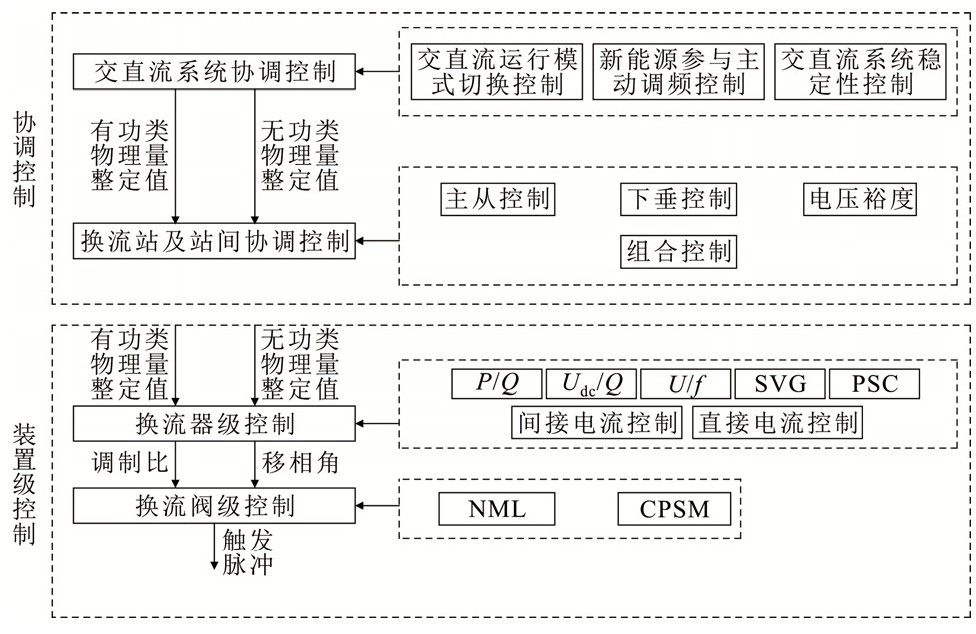 协调控制
交直流系统协调控制
交直流运行模
式切换控制
新能源参与主
动调频控制
交直流系统稳
定性控制
有功类
物理量
整定值
无功类
物理量
整定值
换流站及站间协调控制
主从控制
下垂控制
电压裕度
组合控制
装置级控制
有功类
物理量
整定值
无功类
物理量
整定值
换流器级控制
P/Q
Udc/Q
U/f
SVG
PSC
间接电流控制
直接电流控制
调制比
移相角
换流阀级控制
NML
CPSM
触发
脉冲